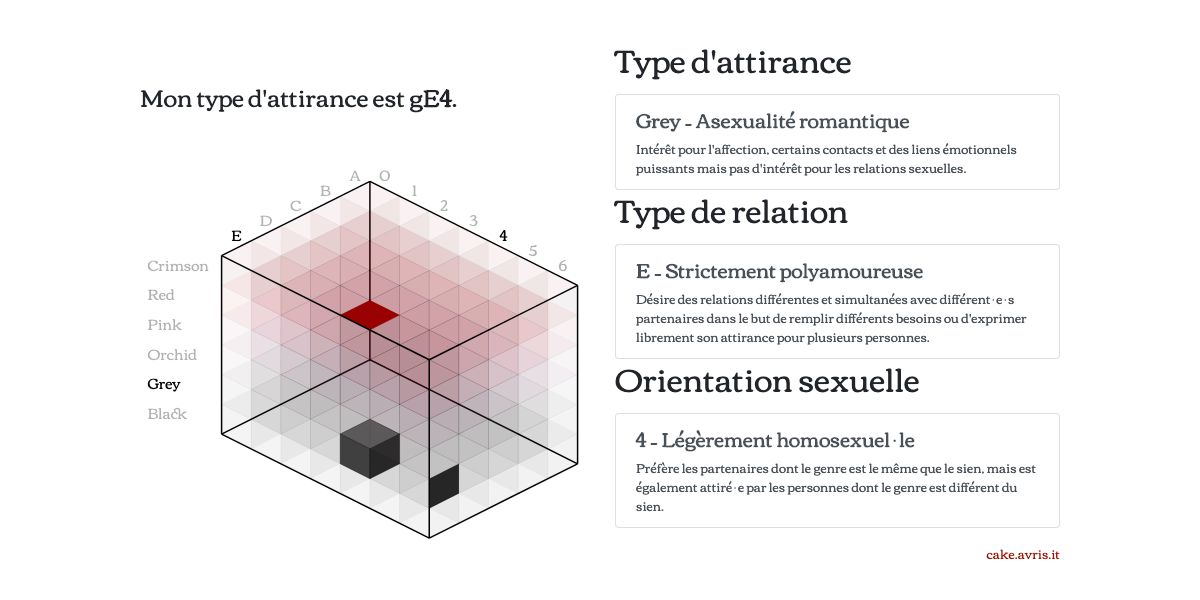 Mon type d'attirance est gE4.
A O
B 1
C 2
D 3
E 4
5
6
Crimson
Red
Pink
Orchid
Grey
Black
Type d'attirance
Grey - Asexualité romantique
Intérêt pour l'affection, certains contacts et des liens émotionnels
puissants mais pas d'intérêt pour les relations sexuelles.
Type de relation
E - Strictement polyamoureuse
Désire des relations différentes et simultanées avec différent·e·s
partenaires dans le but de remplir différents besoins ou d'exprimer
librement son attirance pour plusieurs personnes.
Orientation sexuelle
4 - Légèrement homosexuel·le
Préfère les partenaires dont le genre est le même que le sien, mais est
également attiré·e par les personnes dont le genre est différent du
sien.
cake.avris.it